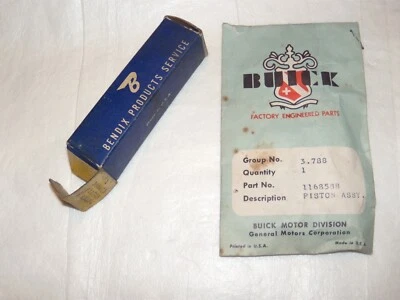 BENDIX PRODUCTS SERVICE
BUICK
FACTORY ENGINEERED PARTS
Group No. 3.788
Quantity 1
Part No.
Description PISTON ASSY.
BUICK MOTOR DIVISION
General Motors Corporation
Printed in U.S.A. Made in U.S.A.